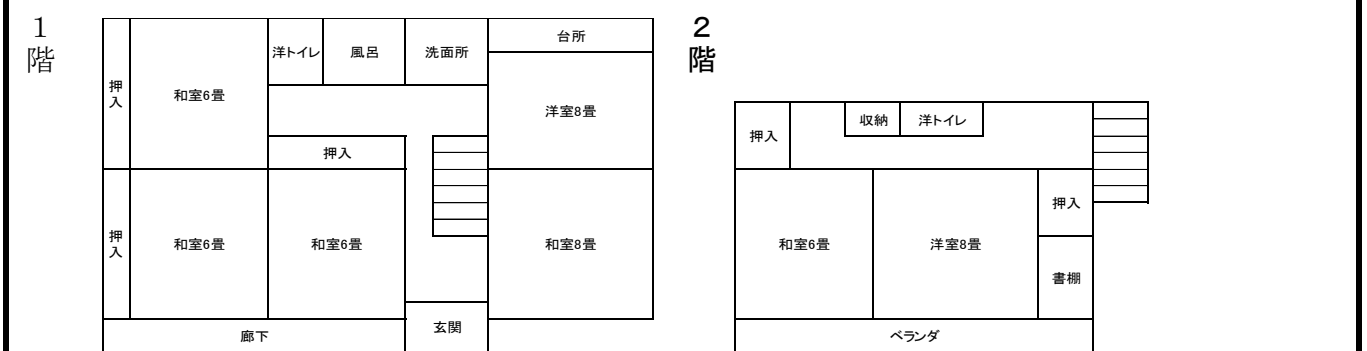 1階
押入
和室6畳
洋トイレ
風呂
洗面所
台所
洋室8畳
押入
押入
和室6畳
和室6畳
和室8畳
廊下
玄関
2階
押入
収納
洋トイレ
和室6畳
洋室8畳
押入
書棚
ベランダ